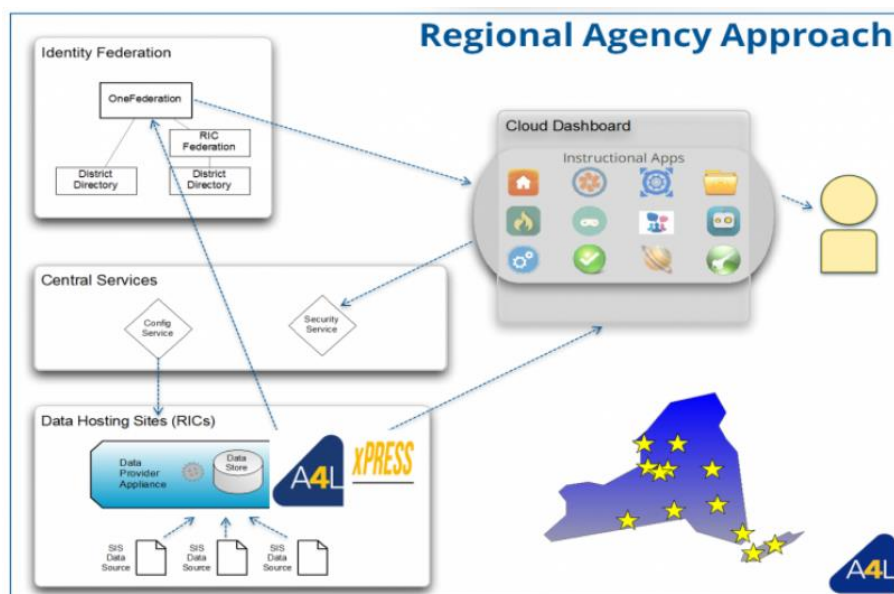 Regional Agency Approach
Identity Federation
OneFederation
RIC
Federation
District
Directory
District
Directory
Cloud Dashboard
Instructional Apps
Central Services
Config
Service
Security
Service
Data Hosting Sites (RICs)
Data
Provider
Appliance
Data
Store
A4L
xPRESS
SIS
Data
Source
SIS
Data
Source
SIS
Data
Source
A4L